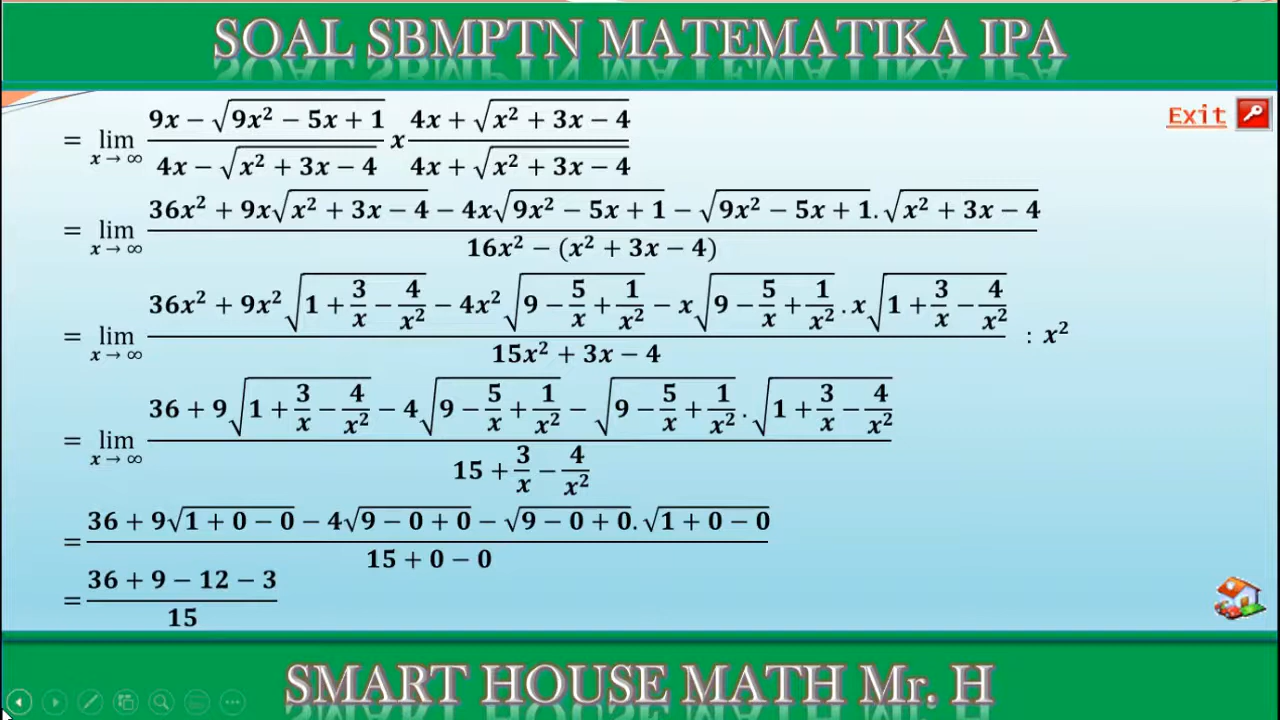 SOAL SBMPTN MATEMATIKA IPA
Exit
= lim x→∞ (9x − √(9x² − 5x + 1))/(4x − √(x² + 3x − 4)) x (4x + √(x² + 3x − 4))/(4x + √(x² + 3x − 4))
= lim x→∞ (36x² + 9x√(x² + 3x − 4) − 4x√(9x² − 5x + 1) − √(9x² − 5x + 1).√(x² + 3x − 4))/(16x² − (x² + 3x − 4))
= lim x→∞ (36x² + 9x²√(1 + 3/x − 4/x²) − 4x²√(9 − 5/x + 1/x²) − x√(9 − 5/x + 1/x²).x√(1 + 3/x − 4/x²))/(15x² + 3x − 4) : x²
= lim x→∞ (36 + 9√(1 + 3/x − 4/x²) − 4√(9 − 5/x + 1/x²) − √(9 − 5/x + 1/x²).√(1 + 3/x − 4/x²))/(15 + 3/x − 4/x²)
= (36 + 9√(1 + 0 − 0) − 4√(9 − 0 + 0) − √(9 − 0 + 0).√(1 + 0 − 0))/(15 + 0 − 0)
= (36 + 9 − 12 − 3)/15
SMART HOUSE MATH Mr. H